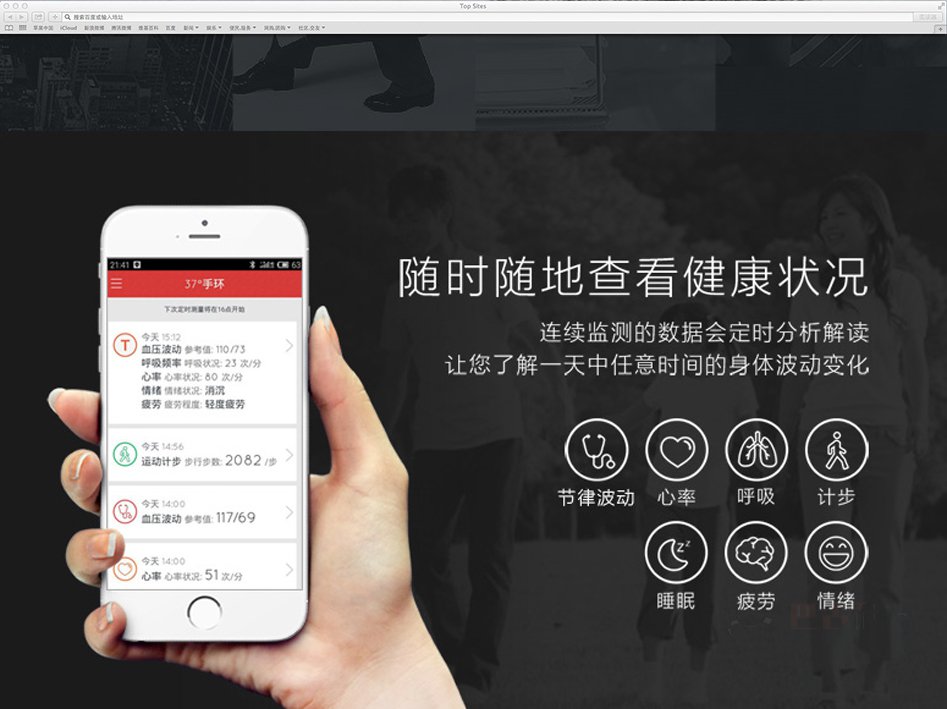 Top Sites
搜索百度或输入地址
阅读器
苹果中国 iCloud 新浪微博 腾讯微博 维基百科 百度 新闻 娱乐 便民.服务 网购.团购 社区.交友
21:41 63
37°手环
下次定时测量将在16点开始
T
今天 15:12
血压波动 参考值: 110/73
呼吸频率 呼吸状况: 23 次/分
心率 心率状况: 80 次/分
情绪 情绪状况: 消沉
疲劳 疲劳程度: 轻度疲劳
今天 14:56
运动计步 步行步数: 2082 /步
今天 14:00
血压波动 参考值: 117/69
今天 14:00
心率 心率状况: 51 次/分
随时随地查看健康状况
连续监测的数据会定时分析解读
让您了解一天中任意时间的身体波动变化
节律波动 心率 呼吸 计步
z z
睡眠 疲劳 情绪